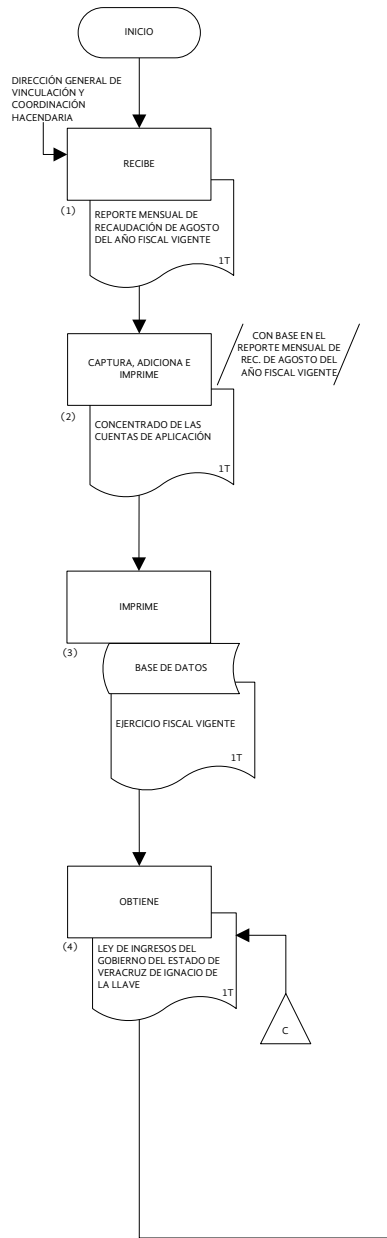 INICIO
DIRECCIÓN GENERAL DE
VINCULACIÓN Y
COORDINACIÓN
HACENDARIA
RECIBE
(1)
REPORTE MENSUAL DE
RECAUDACIÓN DE AGOSTO
DEL AÑO FISCAL VIGENTE
1T
CAPTURA, ADICIONA E
IMPRIME
CON BASE EN EL
REPORTE MENSUAL DE
REC. DE AGOSTO DEL
AÑO FISCAL VIGENTE
(2)
CONCENTRADO DE LAS
CUENTAS DE APLICACIÓN
1T
IMPRIME
(3)
BASE DE DATOS
EJERCICIO FISCAL VIGENTE
1T
OBTIENE
(4)
LEY DE INGRESOS DEL
GOBIERNO DEL ESTADO DE
VERACRUZ DE IGNACIO DE
LA LLAVE
1T
C